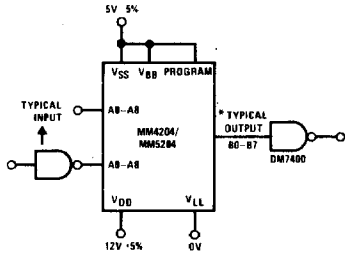 5V 5%
VSS VBB PROGRAM
TYPICAL
INPUT
A0-A8
MM4204/
MM5204
* TYPICAL
OUTPUT
B0-B7
DM7400
A0-A8
VDD VLL
12V ·5%
0V